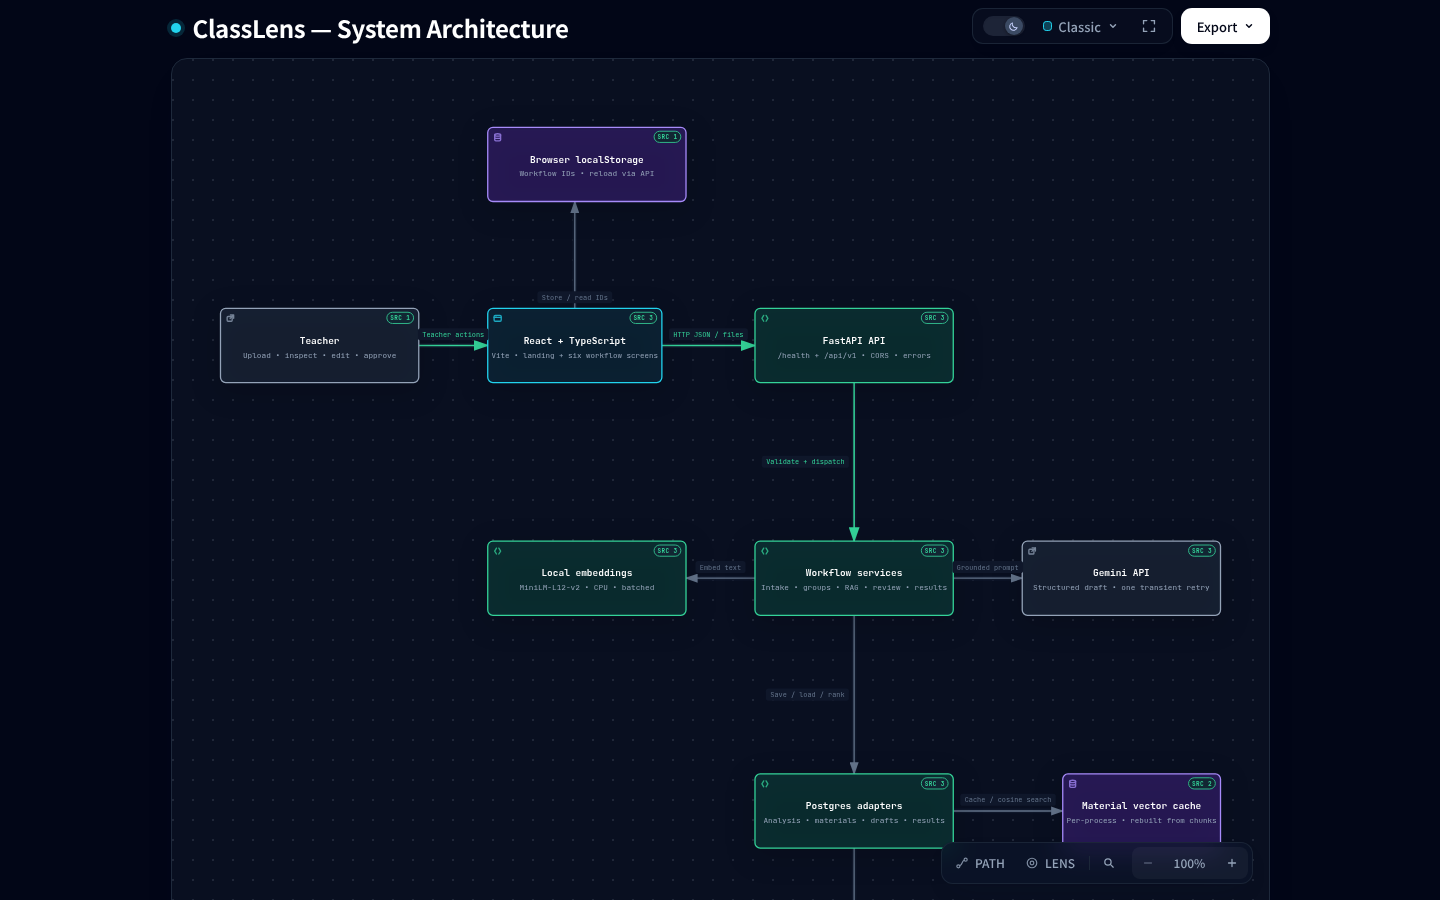 ClassLens — System Architecture
Classic
Export
SRC 1
Browser localStorage
Workflow IDs • reload via API
Store / read IDs
SRC 1
Teacher
Upload • inspect • edit • approve
Teacher actions
SRC 3
React + TypeScript
Vite • landing + six workflow screens
HTTP JSON / files
SRC 3
FastAPI API
/health + /api/v1 • CORS • errors
Validate + dispatch
SRC 3
Local embeddings
MiniLM-L12-v2 • CPU • batched
Embed text
SRC 3
Workflow services
Intake • groups • RAG • review • results
Grounded prompt
SRC 3
Gemini API
Structured draft • one transient retry
Save / load / rank
SRC 3
Postgres adapters
Analysis • materials • drafts • results
Cache / cosine search
SRC 2
Material vector cache
Per-process • rebuilt from chunks
PATH
LENS
100%